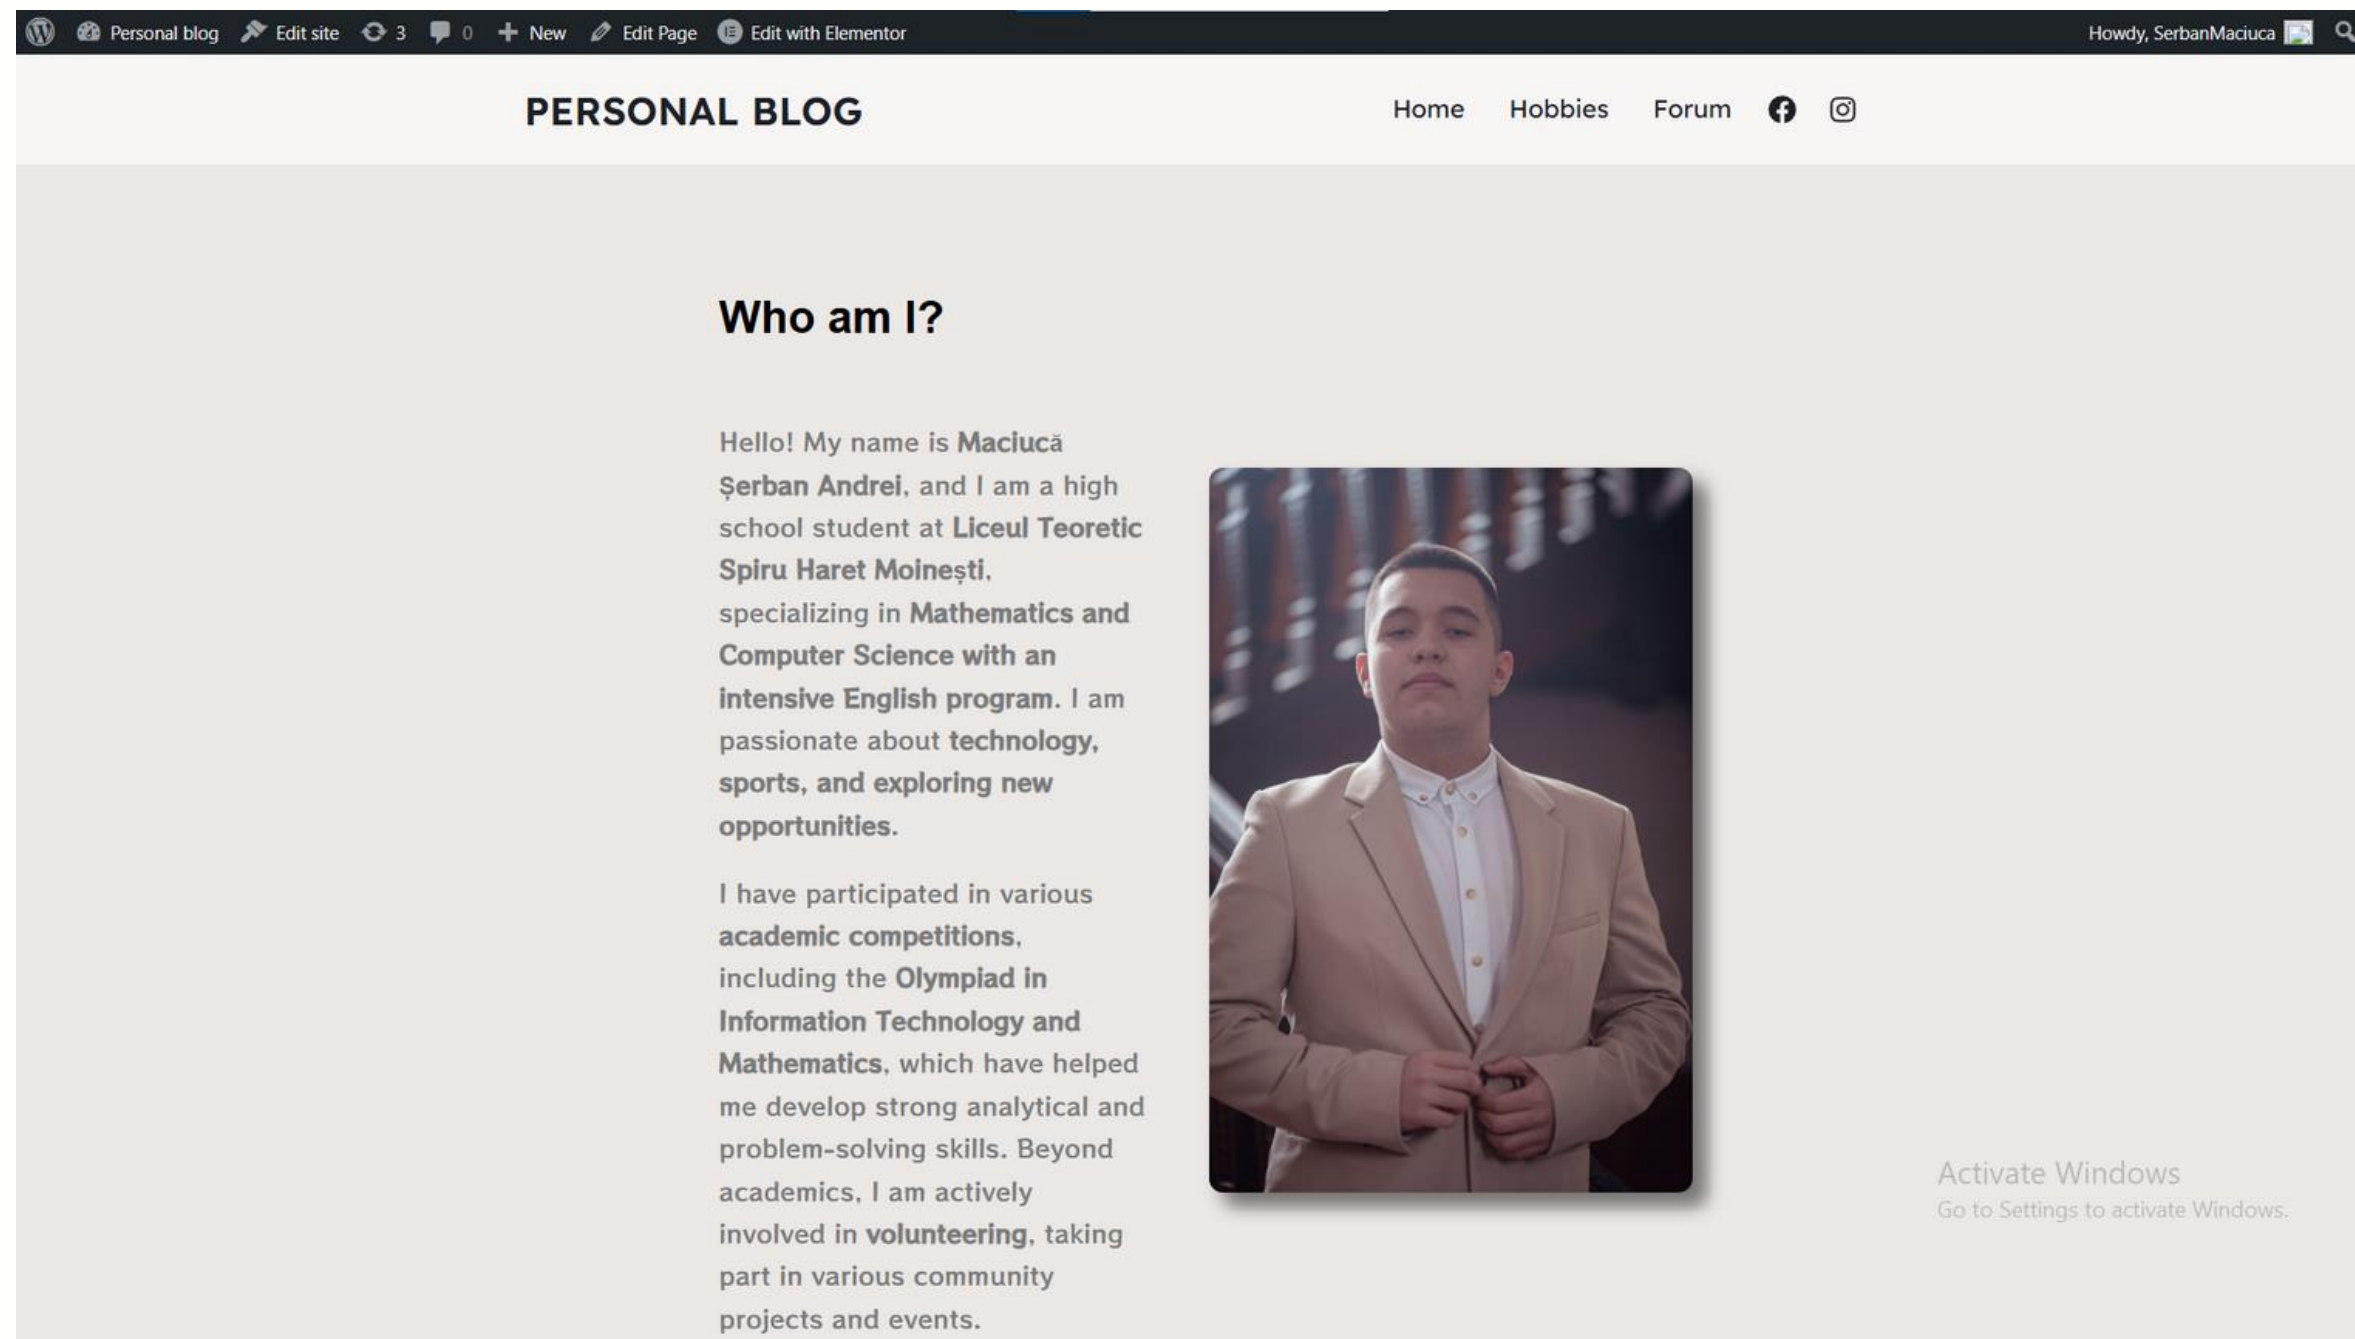 Personal blog Edit site 3 0 New Edit Page Edit with Elementor Howdy, SerbanMaciuca
PERSONAL BLOG Home Hobbies Forum
Who am I?
Hello! My name is Maciucă
Șerban Andrei, and I am a high
school student at Liceul Teoretic
Spiru Haret Moinești,
specializing in Mathematics and
Computer Science with an
intensive English program. I am
passionate about technology,
sports, and exploring new
opportunities.
I have participated in various
academic competitions,
including the Olympiad in
Information Technology and
Mathematics, which have helped
me develop strong analytical and
problem-solving skills. Beyond
academics, I am actively
involved in volunteering, taking
part in various community
projects and events.
Activate Windows
Go to Settings to activate Windows.